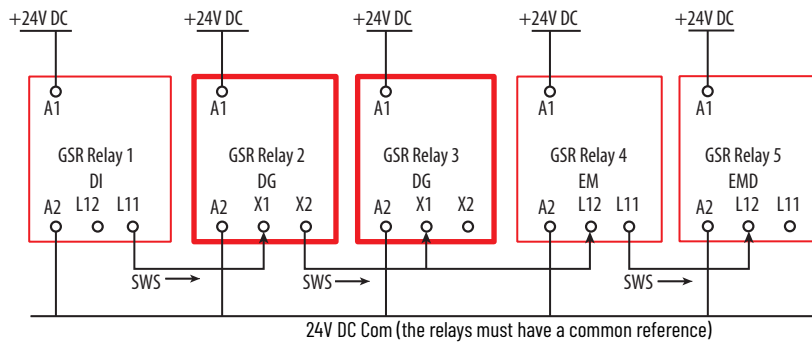 +24V DC +24V DC +24V DC +24V DC +24V DC
A1 A1 A1 A1 A1
GSR Relay 1 GSR Relay 2 GSR Relay 3 GSR Relay 4 GSR Relay 5
DI DG DG EM EMD
A2 L12 L11 A2 X1 X2 A2 X1 X2 A2 L12 L11 A2 L12 L11
SWS SWS SWS
24V DC Com (the relays must have a common reference)